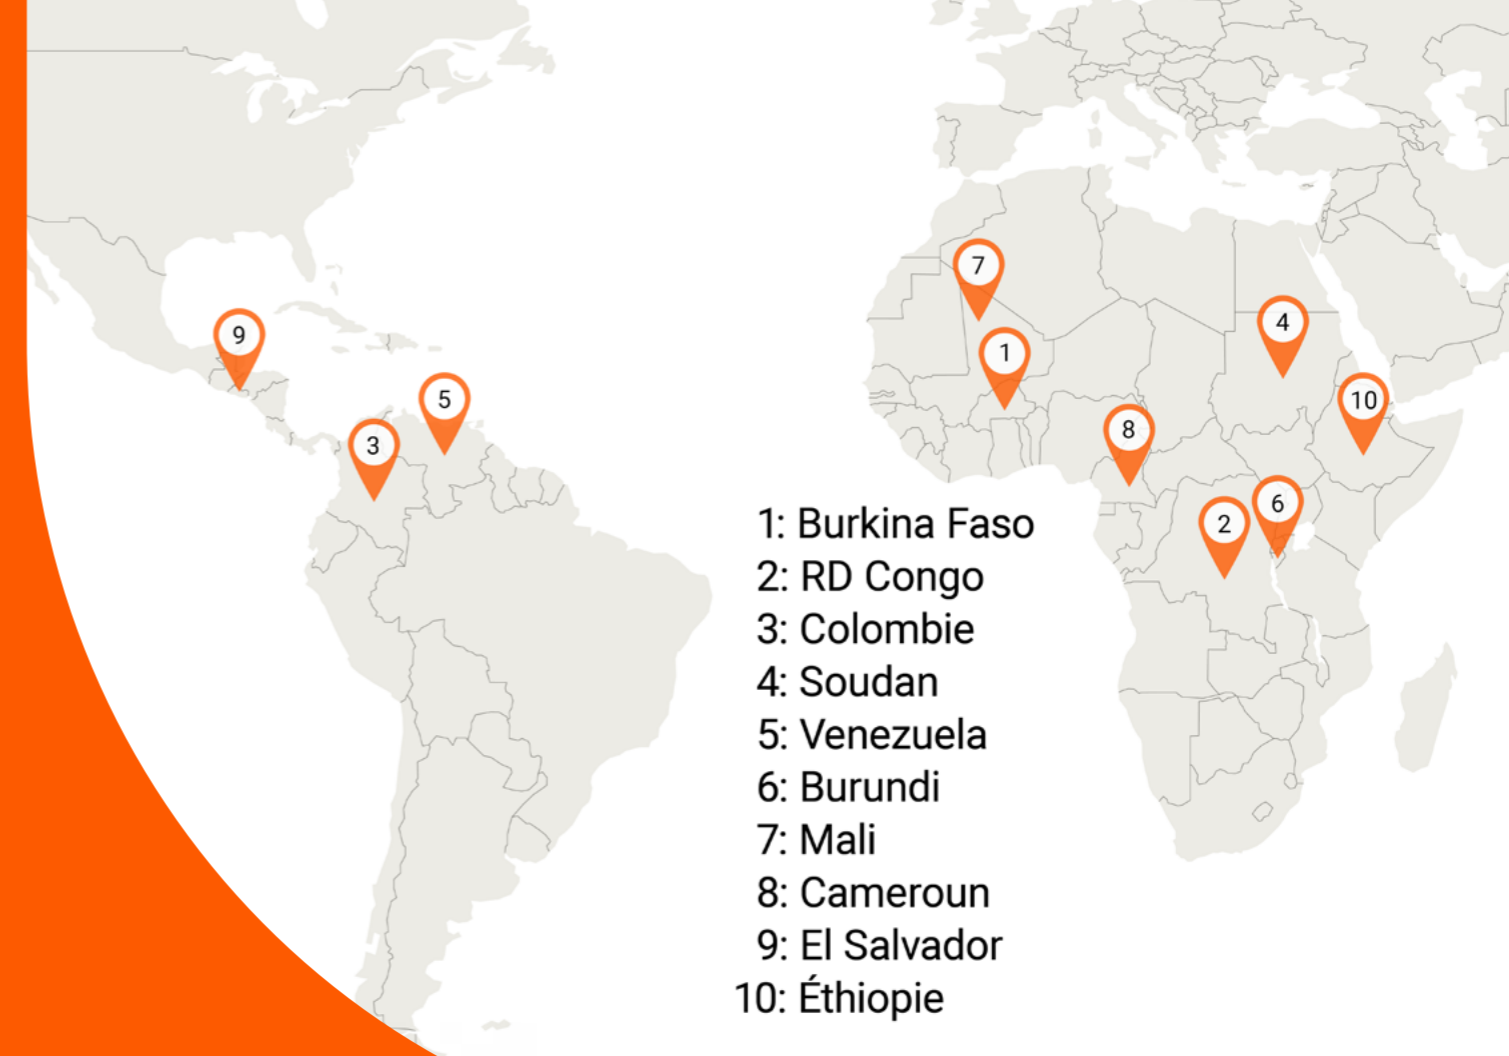 7
4
9
1
5
10
8
3
6
2
1: Burkina Faso
2: RD Congo
3: Colombie
4: Soudan
5: Venezuela
6: Burundi
7: Mali
8: Cameroun
9: El Salvador
10: Éthiopie